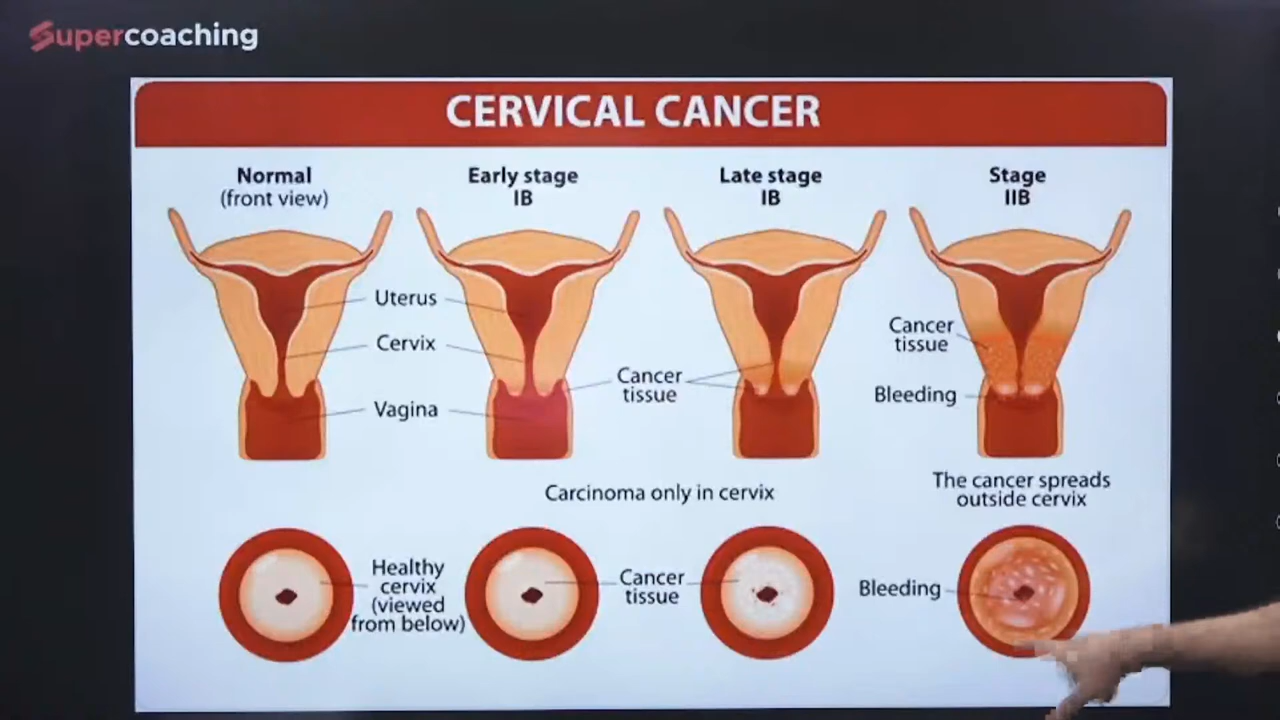 Supercoaching
CERVICAL CANCER
Normal
(front view)
Early stage
IB
Late stage
IB
Stage
IIB
Uterus
Cervix
Vagina
Cancer
tissue
Cancer
tissue
Bleeding
Carcinoma only in cervix
The cancer spreads
outside cervix
Healthy
cervix
(viewed
from below)
Cancer
tissue
Bleeding